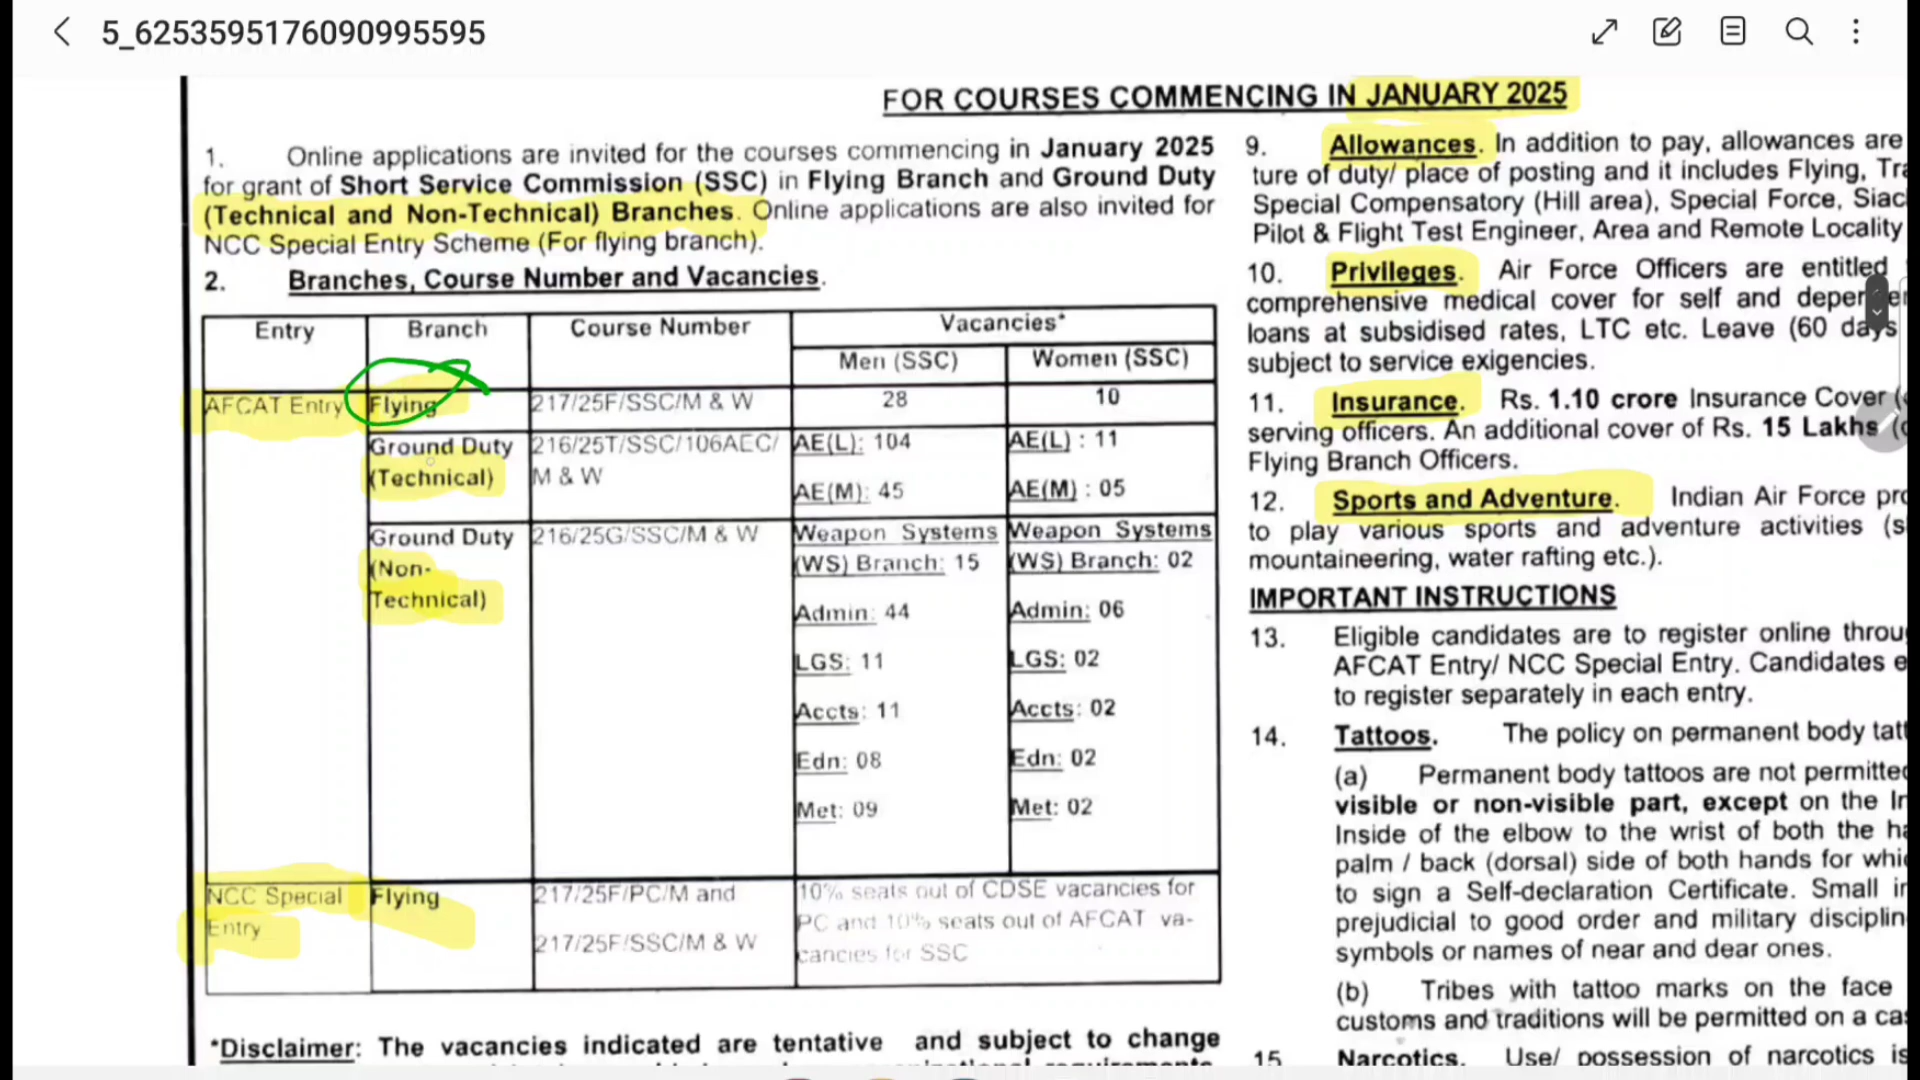 5_6253595176090995595
FOR COURSES COMMENCING IN JANUARY 2025
1. Online applications are invited for the courses commencing in January 2025
for grant of Short Service Commission (SSC) in Flying Branch and Ground Duty
(Technical and Non-Technical) Branches. Online applications are also invited for
NCC Special Entry Scheme (For flying branch).
2. Branches, Course Number and Vacancies.
Entry Branch Course Number Vacancies*
Men (SSC) Women (SSC)
AFCAT Entry Flying 217/25F/SSC/M & W 28 10
Ground Duty 216/25T/SSC/106AEC/ AE(L): 104 AE(L) : 11
(Technical) M & W AE(M): 45 AE(M) : 05
Ground Duty 216/25G/SSC/M & W Weapon Systems Weapon Systems
(Non- (WS) Branch: 15 (WS) Branch: 02
Technical)
Admin: 44 Admin: 06
LGS: 11 LGS: 02
Accts: 11 Accts: 02
Edn: 08 Edn: 02
Met: 09 Met: 02
NCC Special Flying 217/25F/PC/M and 10% seats out of CDSE vacancies for
Entry PC and 10% seats out of AFCAT va-
217/25F/SSC/M & W cancies for SSC
*Disclaimer: The vacancies indicated are tentative and subject to change
9. Allowances. In addition to pay, allowances are
ture of duty/ place of posting and it includes Flying, Tra
Special Compensatory (Hill area), Special Force, Siac
Pilot & Flight Test Engineer, Area and Remote Locality
10. Privileges. Air Force Officers are entitled
comprehensive medical cover for self and depen
loans at subsidised rates, LTC etc. Leave (60 days
subject to service exigencies.
11. Insurance. Rs. 1.10 crore Insurance Cover (
serving officers. An additional cover of Rs. 15 Lakhs (
Flying Branch Officers.
12. Sports and Adventure. Indian Air Force pro
to play various sports and adventure activities (s
mountaineering, water rafting etc.).
IMPORTANT INSTRUCTIONS
13. Eligible candidates are to register online throu
AFCAT Entry/ NCC Special Entry. Candidates e
to register separately in each entry.
14. Tattoos. The policy on permanent body tatt
(a) Permanent body tattoos are not permitted
visible or non-visible part, except on the In
Inside of the elbow to the wrist of both the ha
palm / back (dorsal) side of both hands for whic
to sign a Self-declaration Certificate. Small in
prejudicial to good order and military disciplin
symbols or names of near and dear ones.
(b) Tribes with tattoo marks on the face
customs and traditions will be permitted on a cas
15 Narcotics. Use/ possession of narcotics is